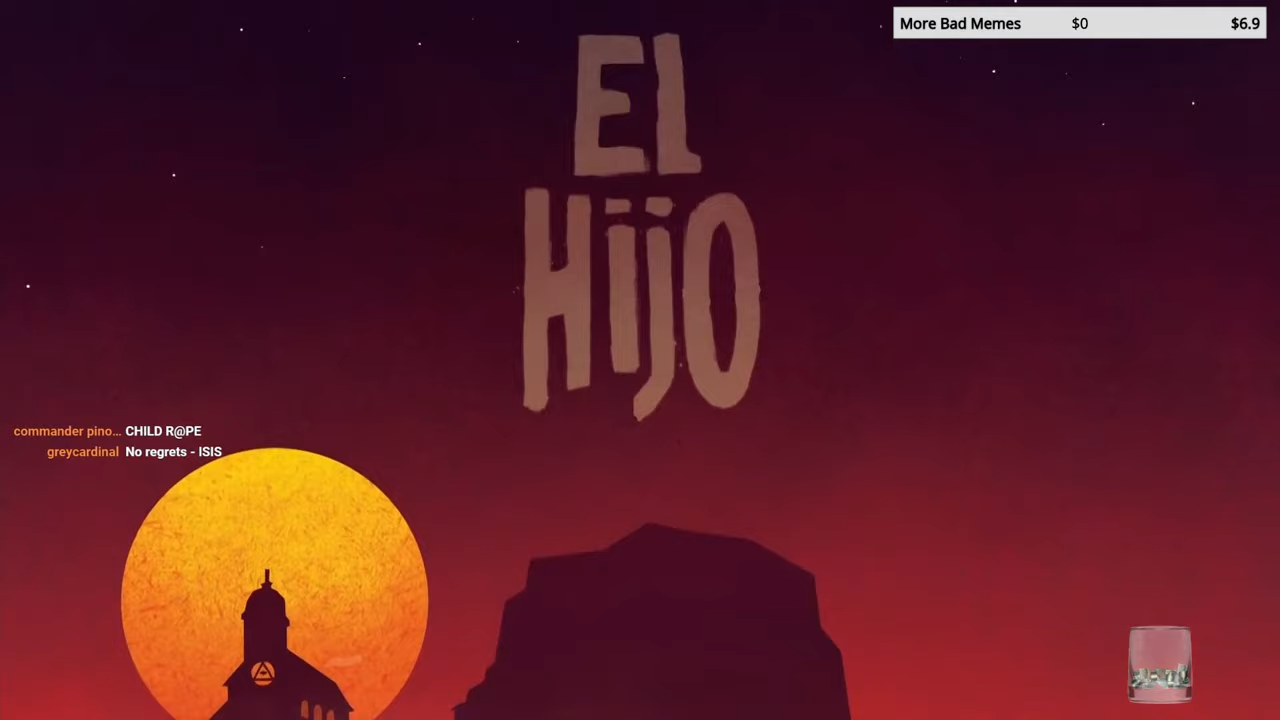 More Bad Memes $0 $6.9
El
Hijo
commander pino... CHILD R@PE
greycardinal No regrets - ISIS